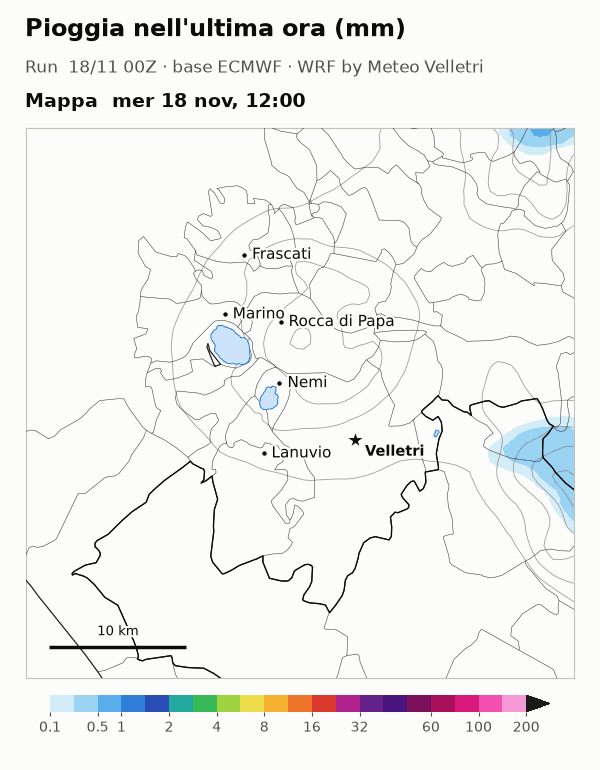 Pioggia nell'ultima ora (mm)
Run 18/11 00Z · base ECMWF · WRF by Meteo Velletri
Mappa mer 18 nov, 12:00
Frascati
Marino
Rocca di Papa
Nemi
Velletri
Lanuvio
10 km
0.1 0.5 1 2 4 8 16 32 60 100 200